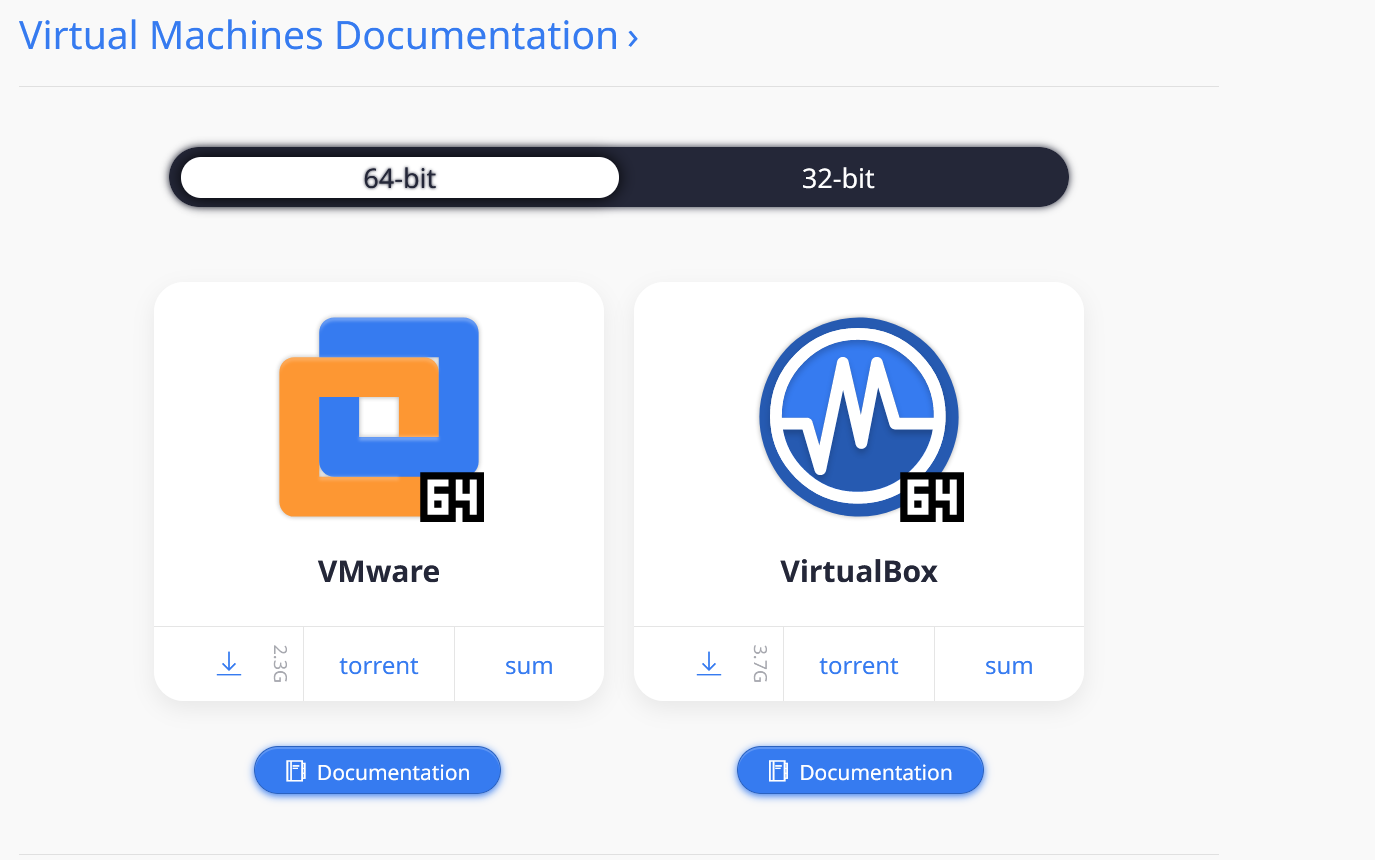 Virtual Machines Documentation ›
64-bit 32-bit
64 64
VMware VirtualBox
2.3G torrent sum 3.7G torrent sum
Documentation Documentation